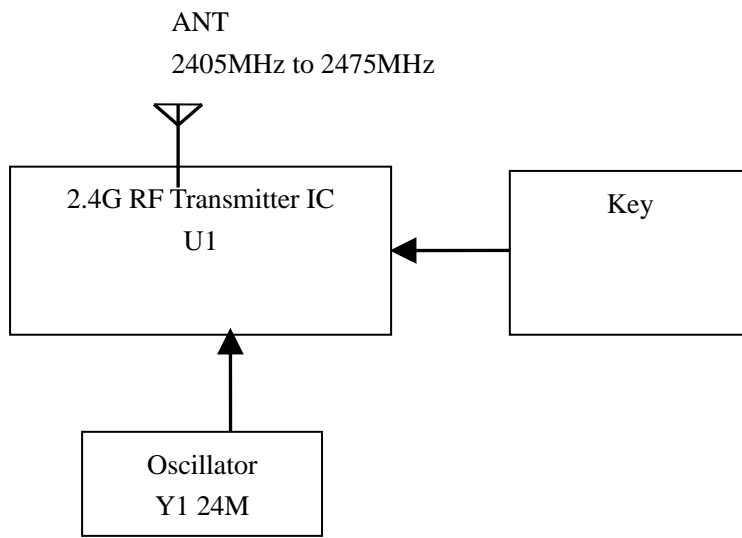 ANT
2405MHz to 2475MHz
2.4G RF Transmitter IC
U1
Key
Oscillator
Y1 24M